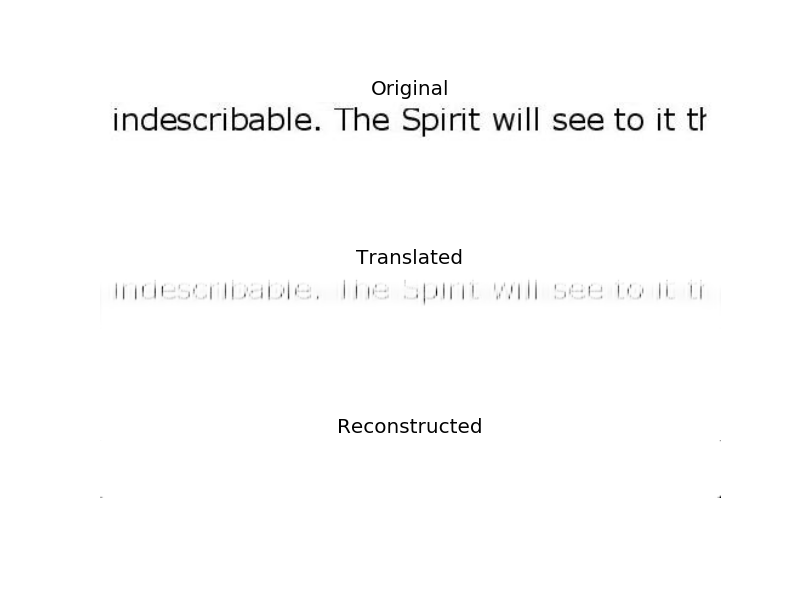 Original
indescribable. The Spirit will see to it th
Translated
indescribable. The Spirit will see to it th
Reconstructed